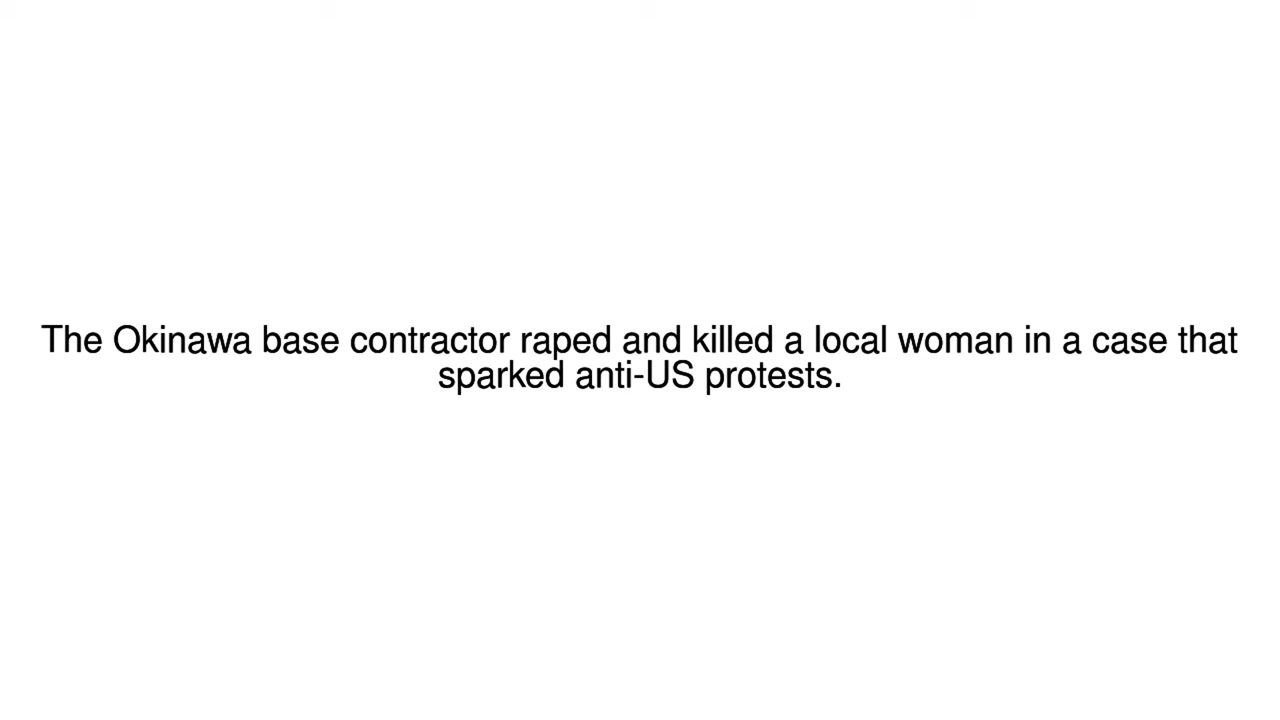 The Okinawa base contractor raped and killed a local woman in a case that
sparked anti-US protests.